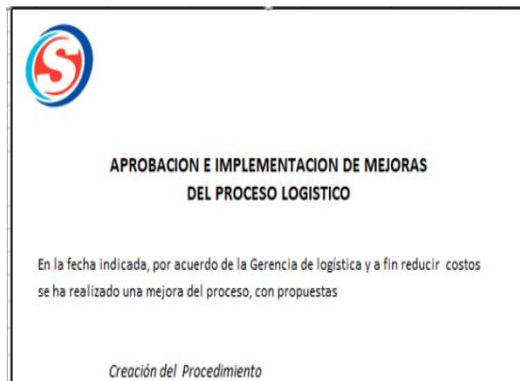 S
APROBACION E IMPLEMENTACION DE MEJORAS
DEL PROCESO LOGISTICO
En la fecha indicada, por acuerdo de la Gerencia de logística y a fin reducir costos
se ha realizado una mejora del proceso, con propuestas
Creación del Procedimiento